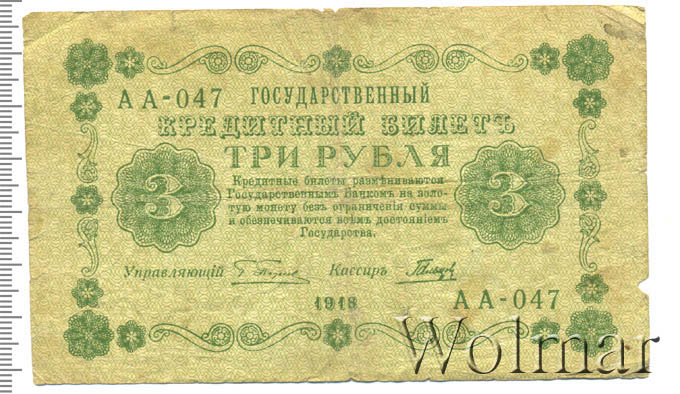 АА-047 ГОСУДАРСТВЕННЫЙ
КРЕДИТНЫЙ БИЛЕТЪ
ТРИ РУБЛЯ
3
Кредитные билеты размѣниваются
Государственнымъ Банкомъ на золо-
тую монету безъ ограниченія суммы
и обезпечиваются всѣмъ достояніемъ
Государства.
3
Управляющій
Кассиръ
1918
АА-047
Wolmar